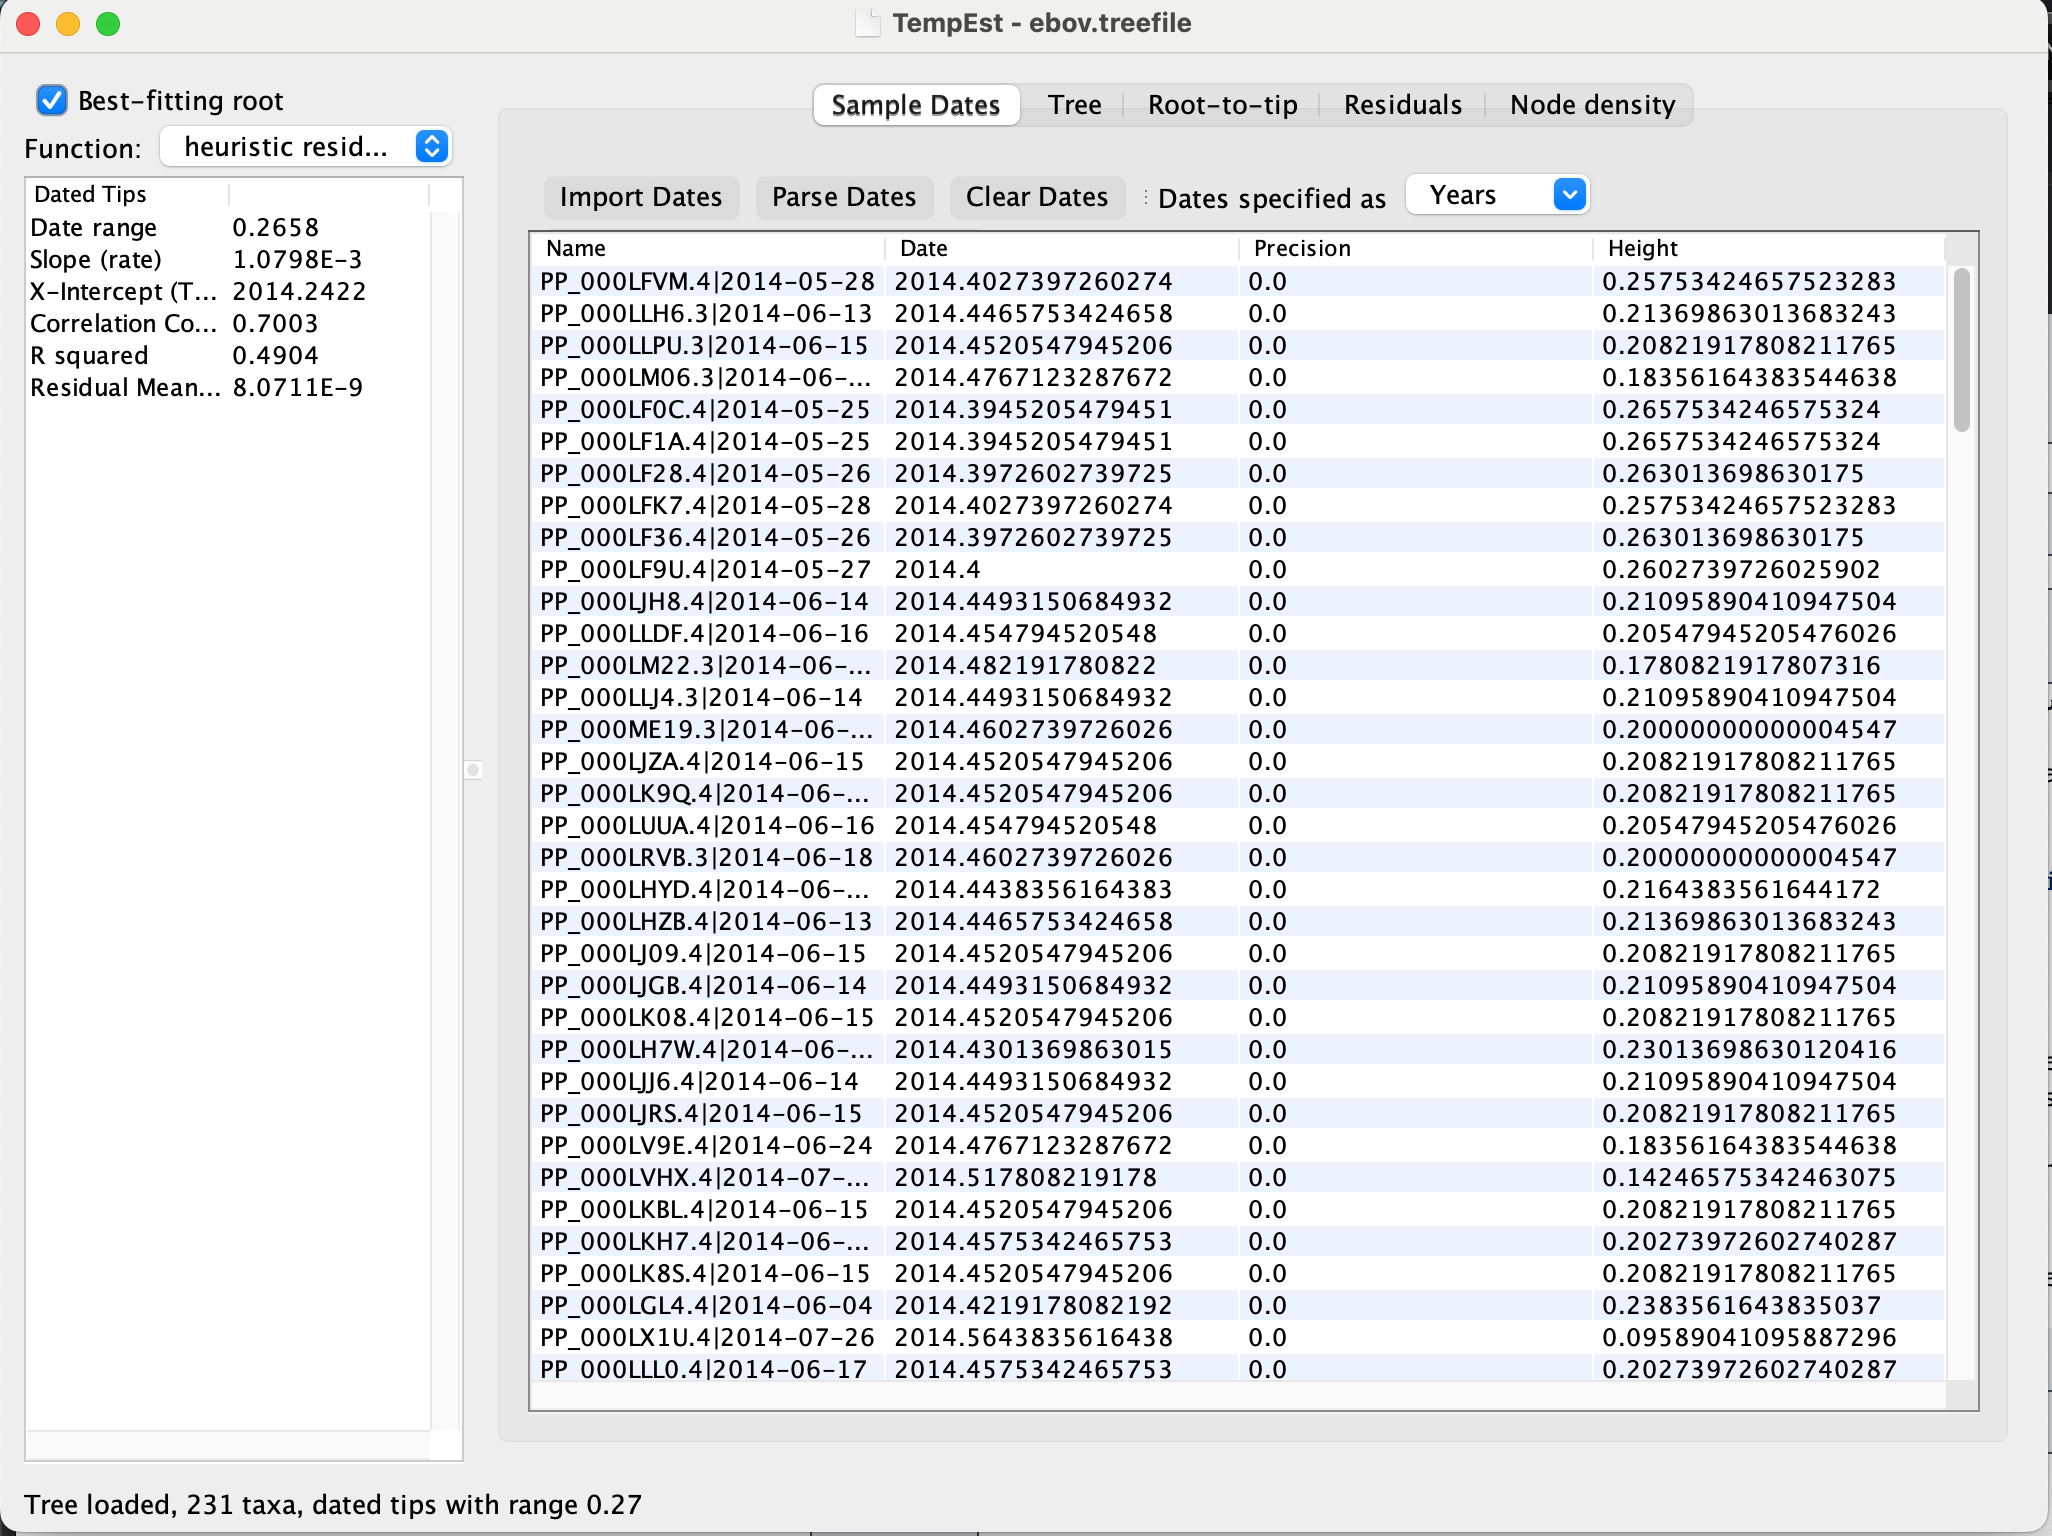 TempEst - ebov.treefile
Best-fitting root
Function: heuristic resid...
Dated Tips
Date range 0.2658
Slope (rate) 1.0798E-3
X-Intercept (T... 2014.2422
Correlation Co... 0.7003
R squared 0.4904
Residual Mean... 8.0711E-9
Sample Dates Tree Root-to-tip Residuals Node density
Import Dates Parse Dates Clear Dates Dates specified as Years
Name Date Precision Height
PP_000LFVM.4|2014-05-28 2014.4027397260274 0.0 0.25753424657523283
PP_000LLH6.3|2014-06-13 2014.4465753424658 0.0 0.21369863013683243
PP_000LLPU.3|2014-06-15 2014.4520547945206 0.0 0.20821917808211765
PP_000LM06.3|2014-06-... 2014.4767123287672 0.0 0.18356164383544638
PP_000LF0C.4|2014-05-25 2014.3945205479451 0.0 0.2657534246575324
PP_000LF1A.4|2014-05-25 2014.3945205479451 0.0 0.2657534246575324
PP_000LF28.4|2014-05-26 2014.3972602739725 0.0 0.263013698630175
PP_000LFK7.4|2014-05-28 2014.4027397260274 0.0 0.25753424657523283
PP_000LF36.4|2014-05-26 2014.3972602739725 0.0 0.263013698630175
PP_000LF9U.4|2014-05-27 2014.4 0.0 0.2602739726025902
PP_000LJH8.4|2014-06-14 2014.4493150684932 0.0 0.21095890410947504
PP_000LLDF.4|2014-06-16 2014.454794520548 0.0 0.20547945205476026
PP_000LM22.3|2014-06-... 2014.482191780822 0.0 0.1780821917807316
PP_000LLJ4.3|2014-06-14 2014.4493150684932 0.0 0.21095890410947504
PP_000ME19.3|2014-06-... 2014.4602739726026 0.0 0.20000000000004547
PP_000LJZA.4|2014-06-15 2014.4520547945206 0.0 0.20821917808211765
PP_000LK9Q.4|2014-06-... 2014.4520547945206 0.0 0.20821917808211765
PP_000LUUA.4|2014-06-16 2014.454794520548 0.0 0.20547945205476026
PP_000LRVB.3|2014-06-18 2014.4602739726026 0.0 0.20000000000004547
PP_000LHYD.4|2014-06-... 2014.4438356164383 0.0 0.2164383561644172
PP_000LHZB.4|2014-06-13 2014.4465753424658 0.0 0.21369863013683243
PP_000LJ09.4|2014-06-15 2014.4520547945206 0.0 0.20821917808211765
PP_000LJGB.4|2014-06-14 2014.4493150684932 0.0 0.21095890410947504
PP_000LK08.4|2014-06-15 2014.4520547945206 0.0 0.20821917808211765
PP_000LH7W.4|2014-06-... 2014.4301369863015 0.0 0.23013698630120416
PP_000LJJ6.4|2014-06-14 2014.4493150684932 0.0 0.21095890410947504
PP_000LJRS.4|2014-06-15 2014.4520547945206 0.0 0.20821917808211765
PP_000LV9E.4|2014-06-24 2014.4767123287672 0.0 0.18356164383544638
PP_000LVHX.4|2014-07-... 2014.517808219178 0.0 0.14246575342463075
PP_000LKBL.4|2014-06-15 2014.4520547945206 0.0 0.20821917808211765
PP_000LKH7.4|2014-06-... 2014.4575342465753 0.0 0.20273972602740287
PP_000LK8S.4|2014-06-15 2014.4520547945206 0.0 0.20821917808211765
PP_000LGL4.4|2014-06-04 2014.4219178082192 0.0 0.2383561643835037
PP_000LX1U.4|2014-07-26 2014.5643835616438 0.0 0.09589041095887296
PP_000LLL0.4|2014-06-17 2014.4575342465753 0.0 0.20273972602740287
Tree loaded, 231 taxa, dated tips with range 0.27